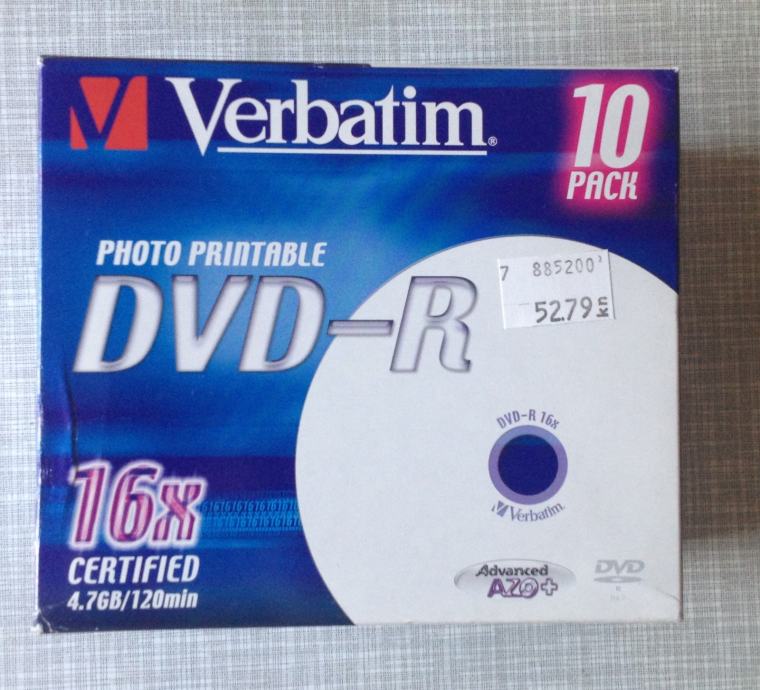 Verbatim®
10
PACK
PHOTO PRINTABLE
DVD-R
7 885200
52.79 kn
DVD-R 16x
Verbatim
16x
CERTIFIED
4.7GB/120min
Advanced
AZO+
DVD
R